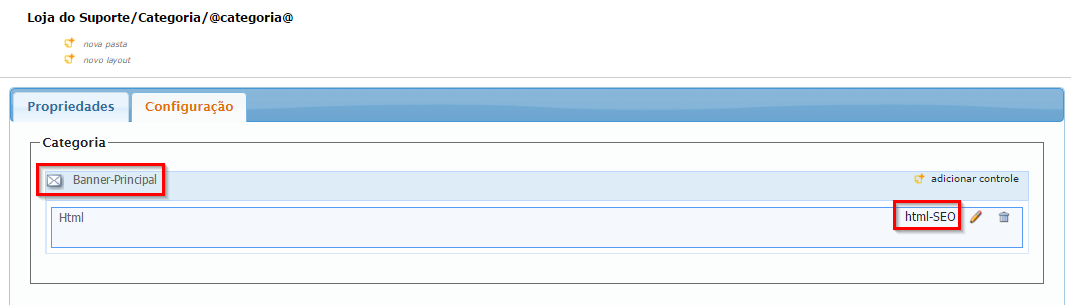 Loja do Suporte/Categoria/@categoria@
nova pasta
novo layout
Propriedades Configuração
Categoria
Banner-Principal adicionar controle
Html html-SEO